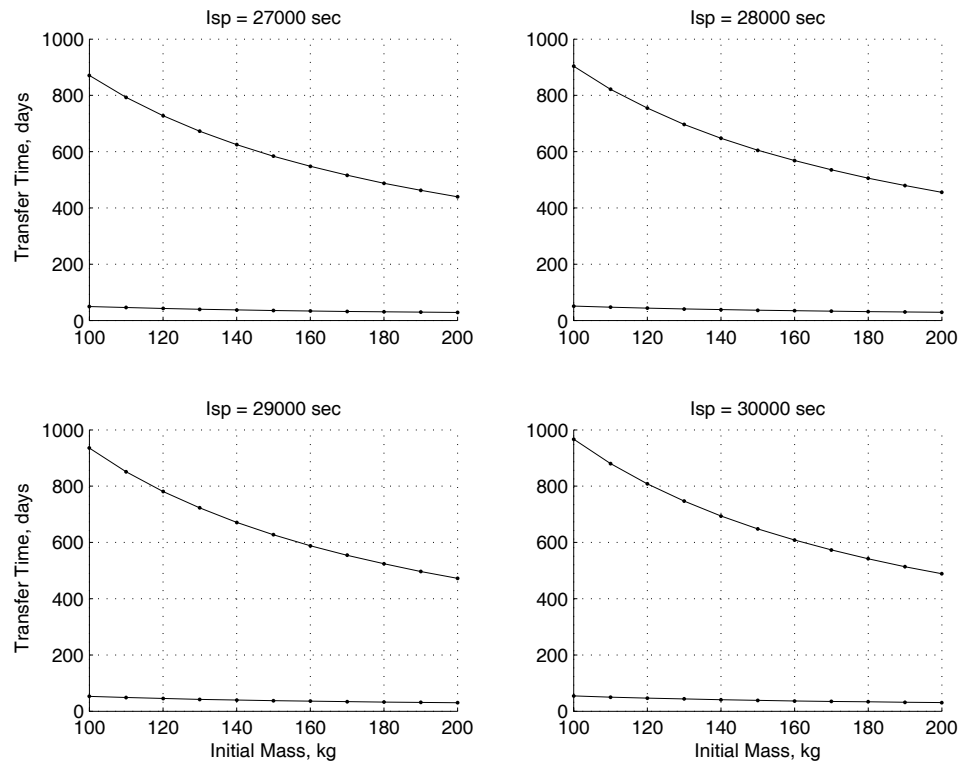 Isp = 27000 sec
Transfer Time, days
1000
800
600
400
200
0
100 120 140 160 180 200
Isp = 28000 sec
1000
800
600
400
200
0
100 120 140 160 180 200
Isp = 29000 sec
Transfer Time, days
1000
800
600
400
200
0
100 120 140 160 180 200
Initial Mass, kg
Isp = 30000 sec
1000
800
600
400
200
0
100 120 140 160 180 200
Initial Mass, kg